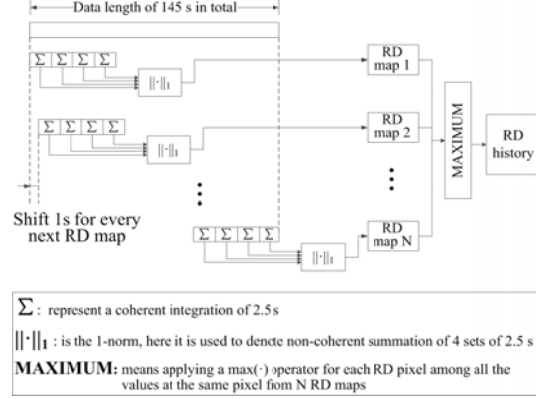 Data length of 145 s in total
Σ Σ Σ Σ
||·||₁
RD
map 1
Σ Σ Σ Σ
||·||₁
RD
map 2
MAXIMUM
RD
history
Shift 1s for every
next RD map
Σ Σ Σ Σ
||·||₁
RD
map N
Σ : represent a coherent integration of 2.5 s
||·||₁ : is the 1-norm, here it is used to denote non-coherent summation of 4 sets of 2.5 s
MAXIMUM: means applying a max(·) operator for each RD pixel among all the
values at the same pixel from N RD maps